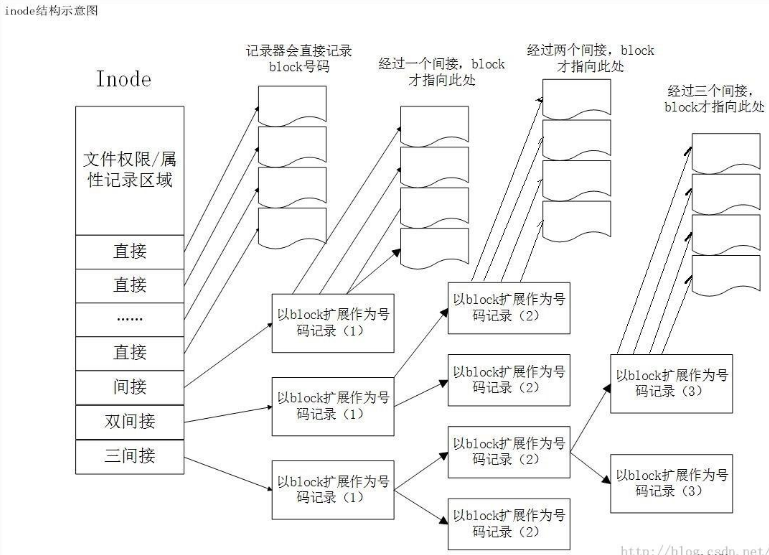 inode结构示意图
Inode
文件权限/属
性记录区域
直接
直接
……
直接
间接
双间接
三间接
记录器会直接记录
block号码
经过一个间接，block
才指向此处
经过两个间接，block
才指向此处
经过三个间接，
block才指向此处
以block扩展作为号
码记录（1）
以block扩展作为号
码记录（1）
以block扩展作为号
码记录（1）
以block扩展作为号
码记录（2）
以block扩展作为号
码记录（2）
以block扩展作为号
码记录（2）
以block扩展作为号
码记录（2）
以block扩展作为号
码记录（3）
以block扩展作为号
码记录（3）
http://blog.csdn.net/